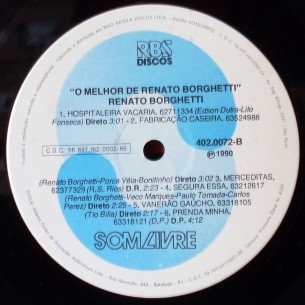 RBS
DISCOS
"O MELHOR DE RENATO BORGHETTI"
RENATO BORGHETTI
1. HOSPITALEIRA VACARIA, 62711334 (Edson Dutra-Lilo
Fonseca) Direto 3:01 - 2. FABRICAÇÃO CASEIRA, 63524988
402.0072-B
℗ 1990
(Renato Borghetti-Porca Véia-Bonitinho) Direto 3:02 3. MERCEDITAS,
62377329 (R.S. Rios) D.R. 2:23 - 4. SEGURA ESSA, 63212617
(Renato Borghetti-Veco Marques-Paulo Tomada-Carlos
Perez) Direto 2:25 - 5. VANERÃO GAUCHO, 63318105
(Tio Bilia) Direto 2:17 - 6. PRENDA MINHA,
63318121 (D.P.) D.P. 4:12
SOM LIVRE